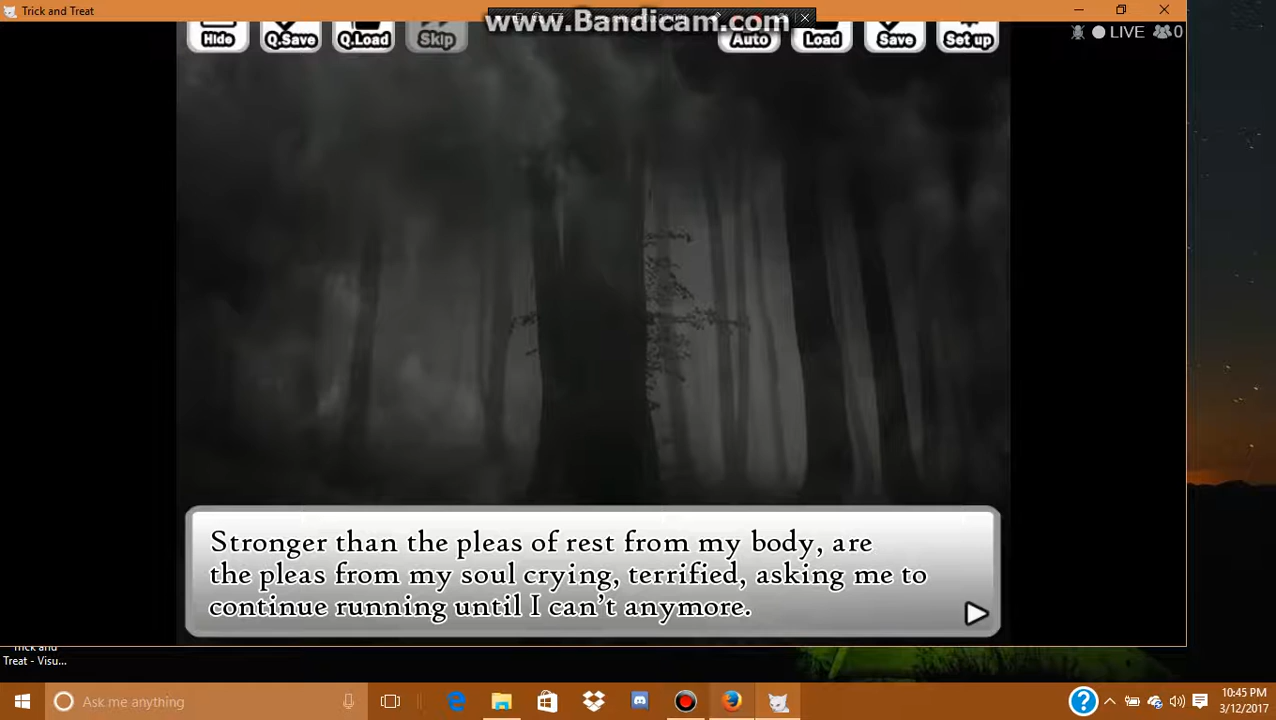 Trick and Treat
www.Bandicam.com
LIVE 0
Hide Q.Save Q.Load Skip Auto Load Save Set up
Stronger than the pleas of rest from my body, are
the pleas from my soul crying, terrified, asking me to
continue running until I can't anymore.
Trick and
Treat - Visu...
Ask me anything
10:45 PM
3/12/2017